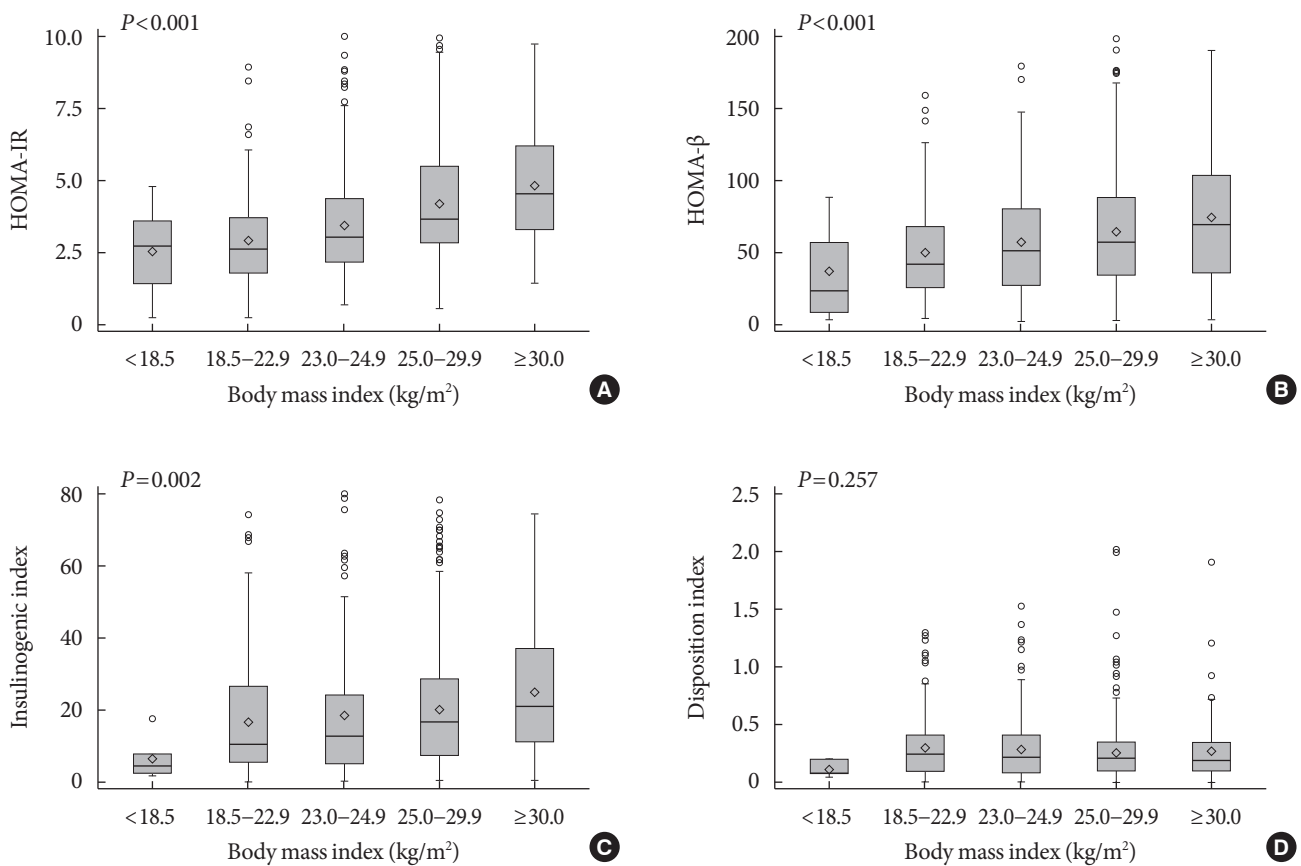 P<0.001
10.0
7.5
5.0
2.5
0
HOMA-IR
<18.5 18.5–22.9 23.0–24.9 25.0–29.9 ≥30.0
Body mass index (kg/m²)
A
P<0.001
200
150
100
50
0
HOMA-β
<18.5 18.5–22.9 23.0–24.9 25.0–29.9 ≥30.0
Body mass index (kg/m²)
B
P=0.002
80
60
40
20
0
Insulinogenic index
<18.5 18.5–22.9 23.0–24.9 25.0–29.9 ≥30.0
Body mass index (kg/m²)
C
P=0.257
2.5
2.0
1.5
1.0
0.5
0
Disposition index
<18.5 18.5–22.9 23.0–24.9 25.0–29.9 ≥30.0
Body mass index (kg/m²)
D